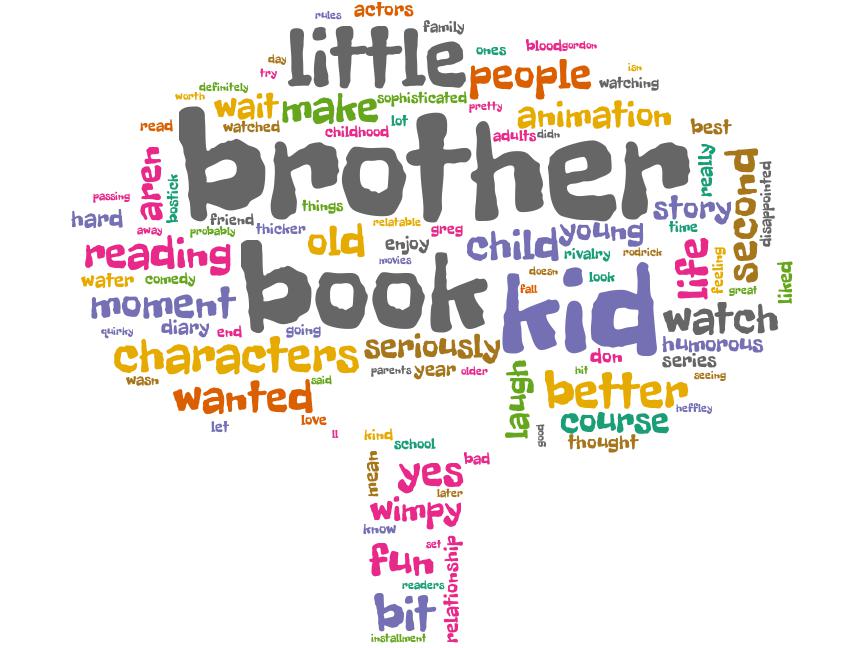 rules actors
family
little
day
try
ones
bloodgordon
people
isn
watching
definitely
worth
wait
make
sophisticated
pretty
animation
read
watched
childhood
lot
adults
didn
best
brother
aren
bostick
really
second
disappointed
passing
hard
away
probably
friend
things
thicker
relatable
greg
story
time
reading
old
enjoy
movies
child
young
rivalry
rodrick
life
feeling
water
comedy
book
doesn
look
great
liked
moment
fall
kid
quirky
diary
end
going
watch
humorous
characters
seriously
don
series
wasn
said
parents
year
older
hit
seeing
wanted
laugh
better
heffley
let
love
ll
good
course
thought
kind
school
mean
yes
bad
later
wimpy
know
fun
set
relationship
readers
bit
installment